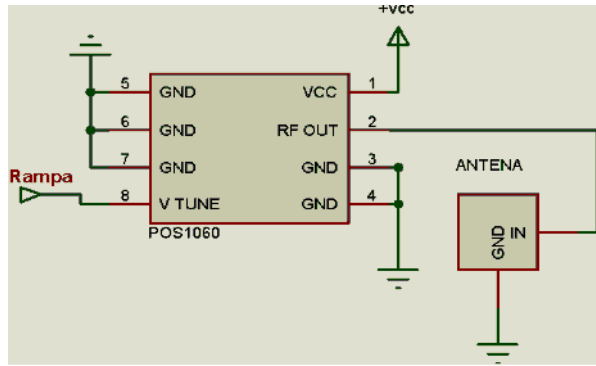 +vcc
5 GND VCC 1
6 GND RF OUT 2
7 GND GND 3
Rampa 8 V TUNE GND 4
POS1060
ANTENA
GND IN